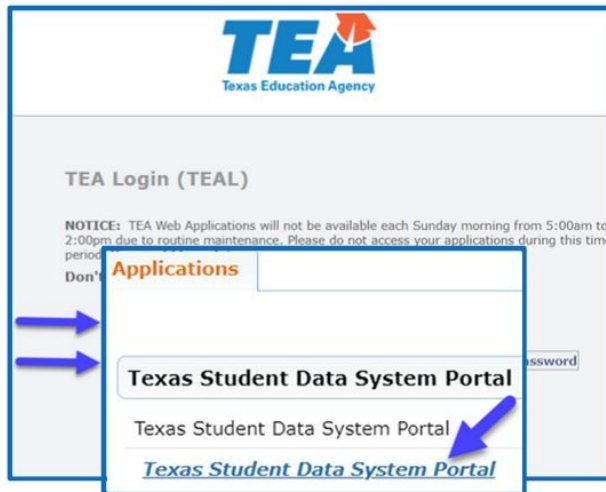 TEA
Texas Education Agency
TEA Login (TEAL)
NOTICE: TEA Web Applications will not be available each Sunday morning from 5:00am to
2:00pm due to routine maintenance. Please do not access your applications during this time
period
Don't
Applications
Texas Student Data System Portal
Texas Student Data System Portal
Texas Student Data System Portal